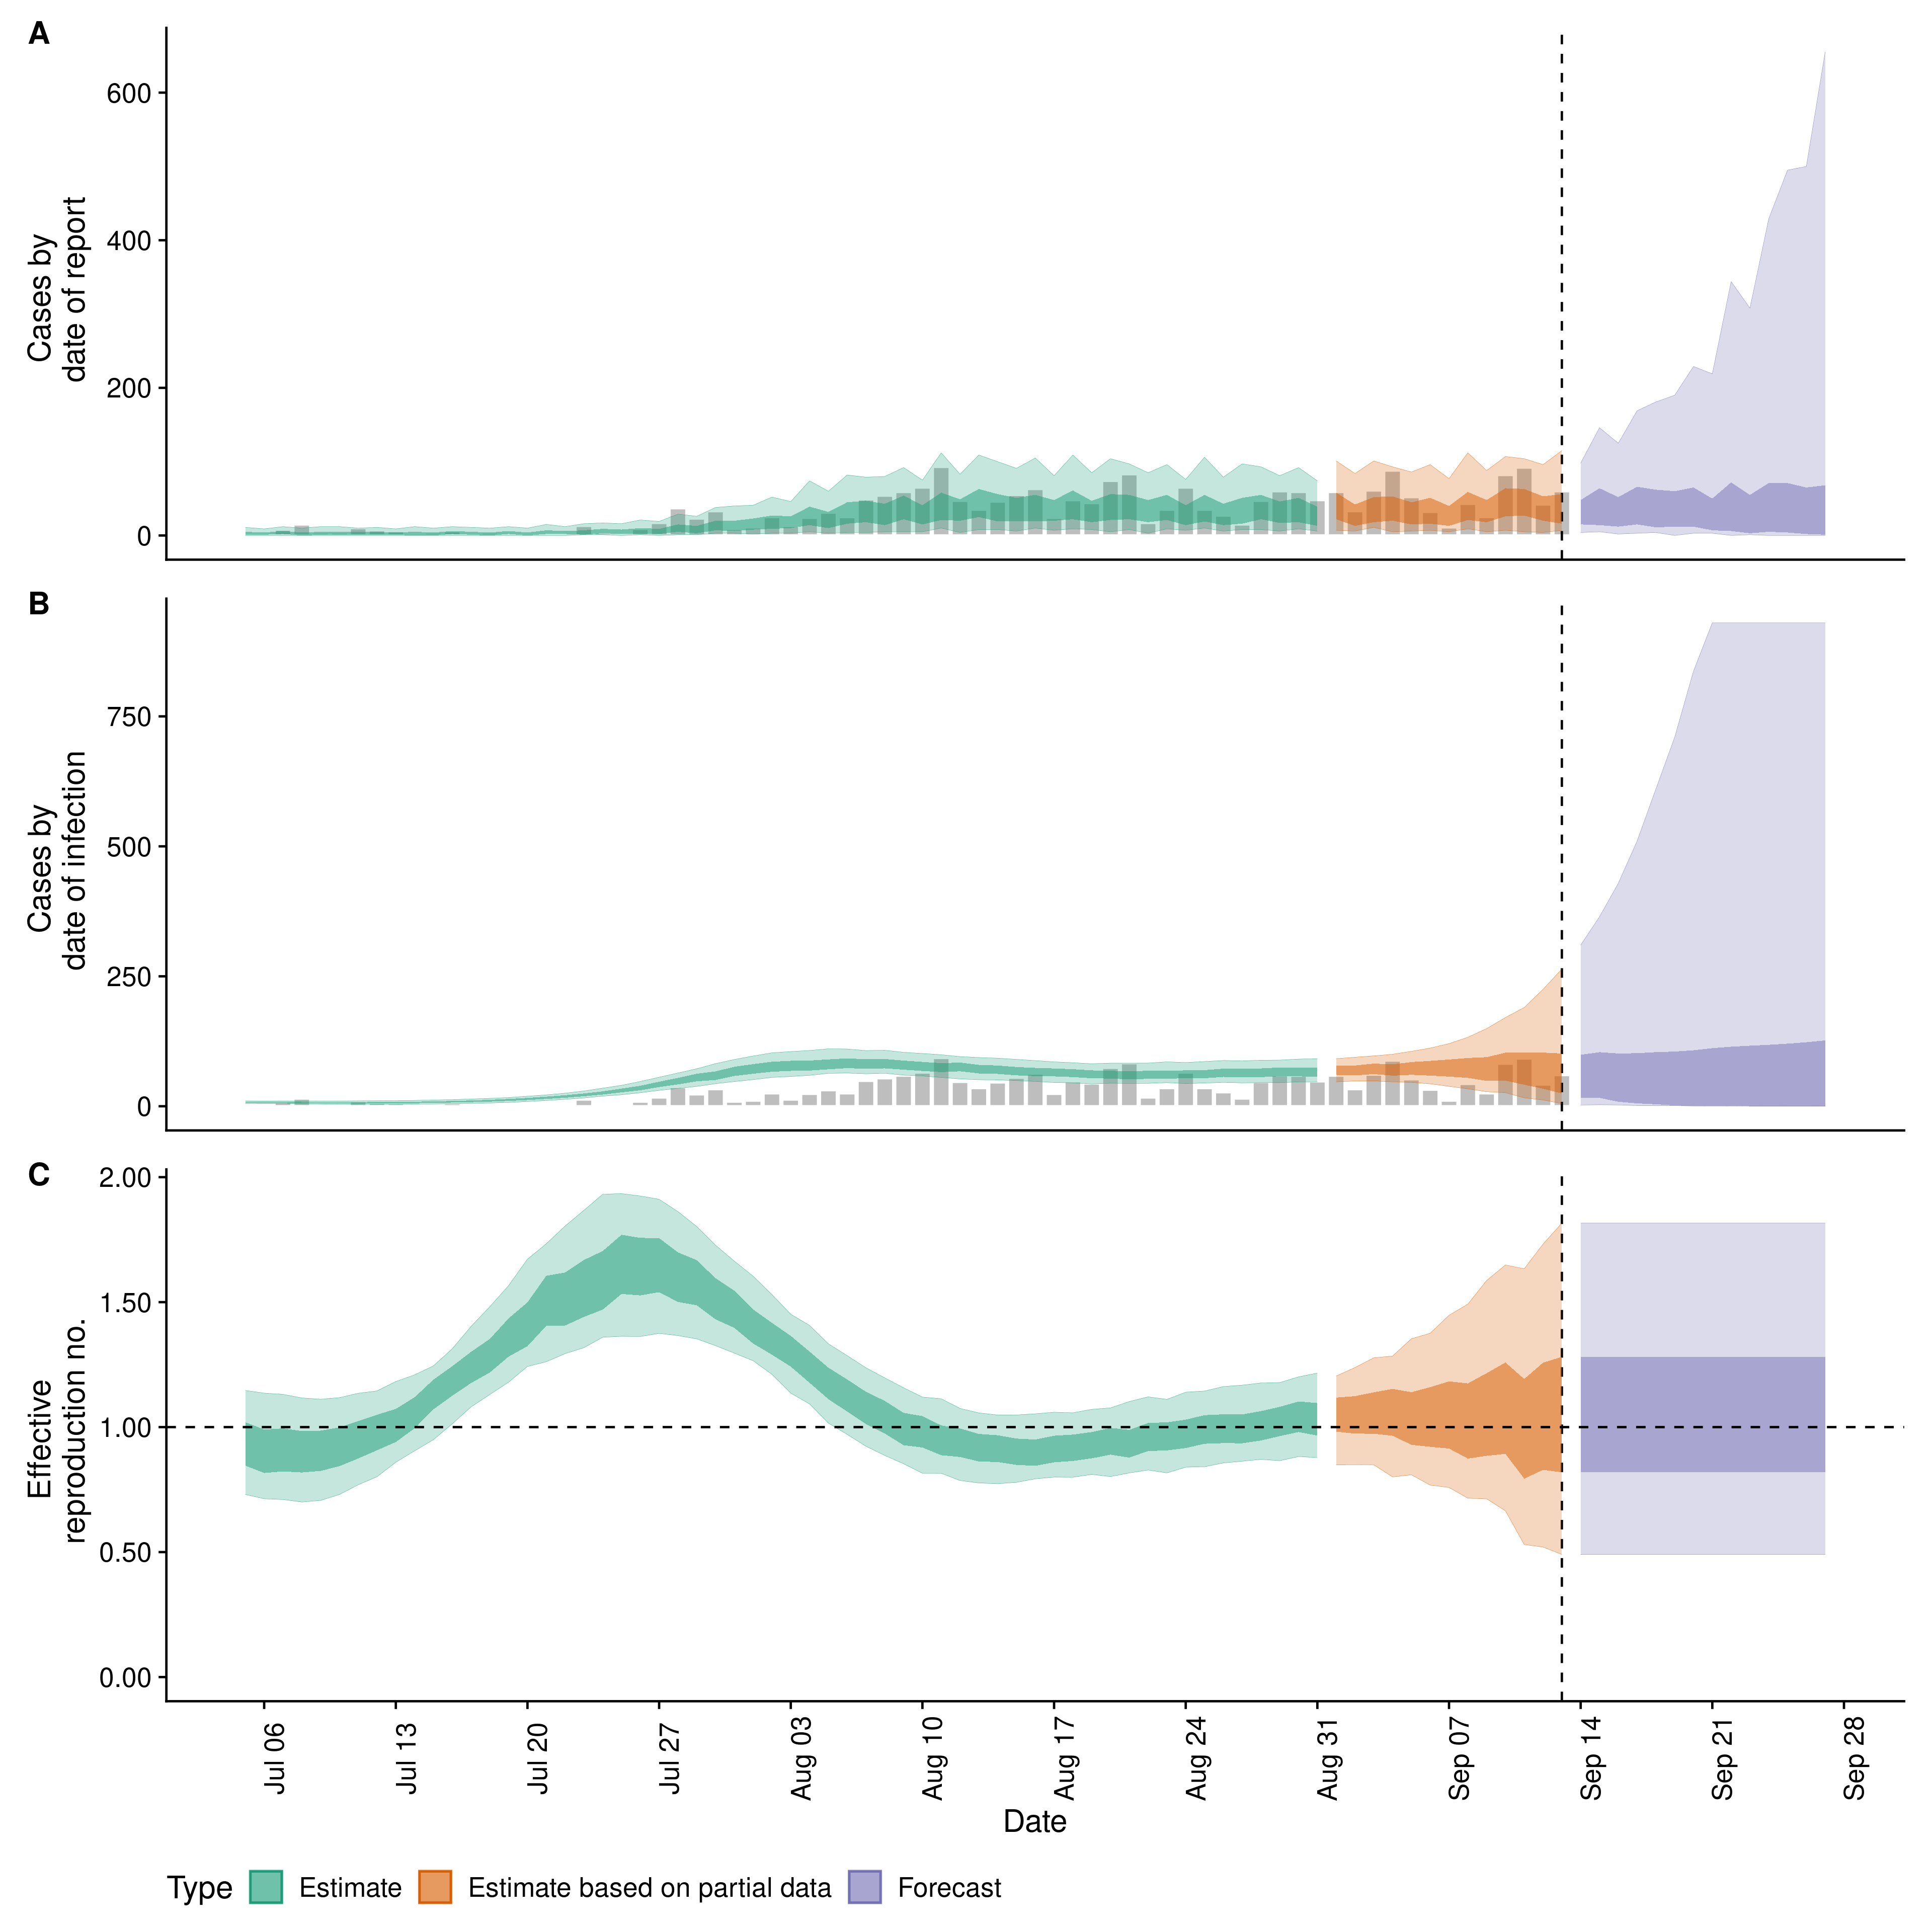 A
Cases by
date of report
600
400
200
0
B
Cases by
date of infection
750
500
250
0
C
Effective
reproduction no.
2.00
1.50
1.00
0.50
0.00
Jul 06
Jul 13
Jul 20
Jul 27
Aug 03
Aug 10
Aug 17
Aug 24
Aug 31
Sep 07
Sep 14
Sep 21
Sep 28
Date
Type Estimate Estimate based on partial data Forecast